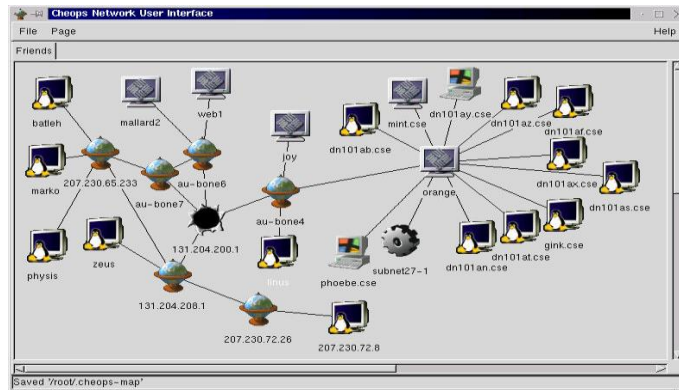 Cheops Network User Interface
File Page Help
Friends
batleh
mallard2
web1
joy
dn101ab.cse
mint.cse
dn101ay.cse
dn101az.cse
dn101af.cse
marko
207.230.65.233
au-bone6
au-bone7
orange
dn101ax.cse
dn101as.cse
au-bone4
131.204.200.1
physis
zeus
linus
phoebe.cse
subnet27-1
dn101an.cse
dn101at.cse
gink.cse
131.204.208.1
207.230.72.26
207.230.72.8
Saved '/root/.cheops-map'